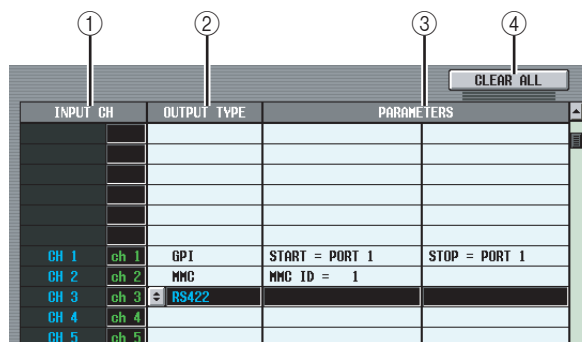 1 2 3 4
CLEAR ALL
INPUT CH OUTPUT TYPE PARAMETERS
CH 1 ch 1 GPI START = PORT 1 STOP = PORT 1
CH 2 ch 2 MMC MMC ID = 1
CH 3 ch 3 RS422
CH 4 ch 4
CH 5 ch 5